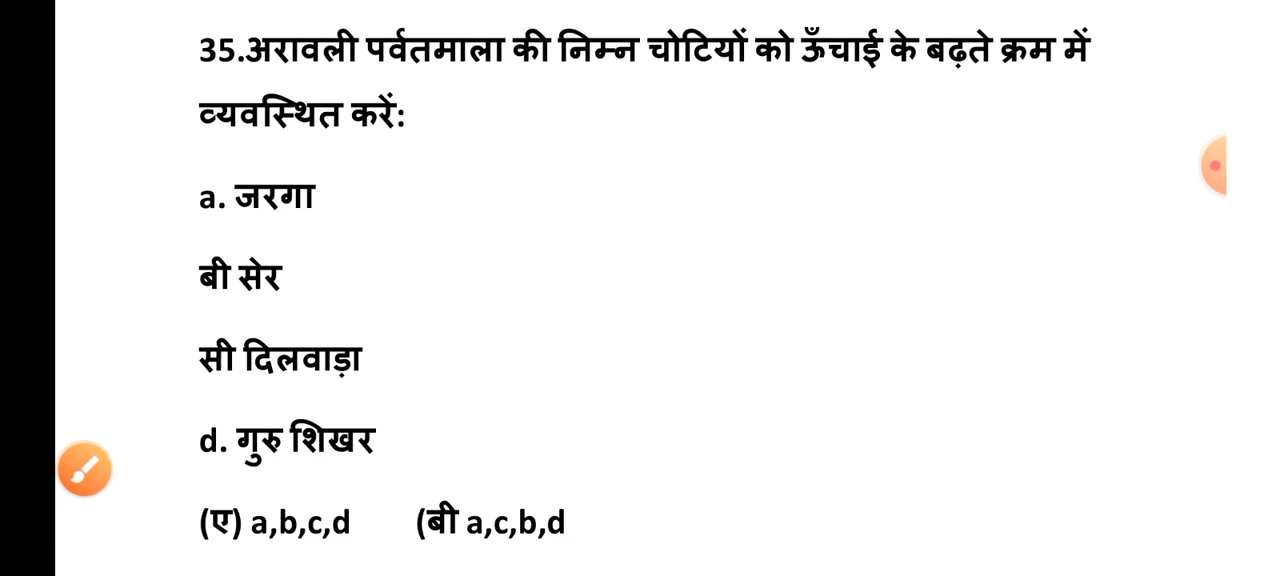 35.अरावली पर्वतमाला की निम्न चोटियों को ऊँचाई के बढ़ते क्रम में
व्यवस्थित करें:
a. जरगा
बी सेर
सी दिलवाड़ा
d. गुरु शिखर
(ए) a,b,c,d (बी a,c,b,d